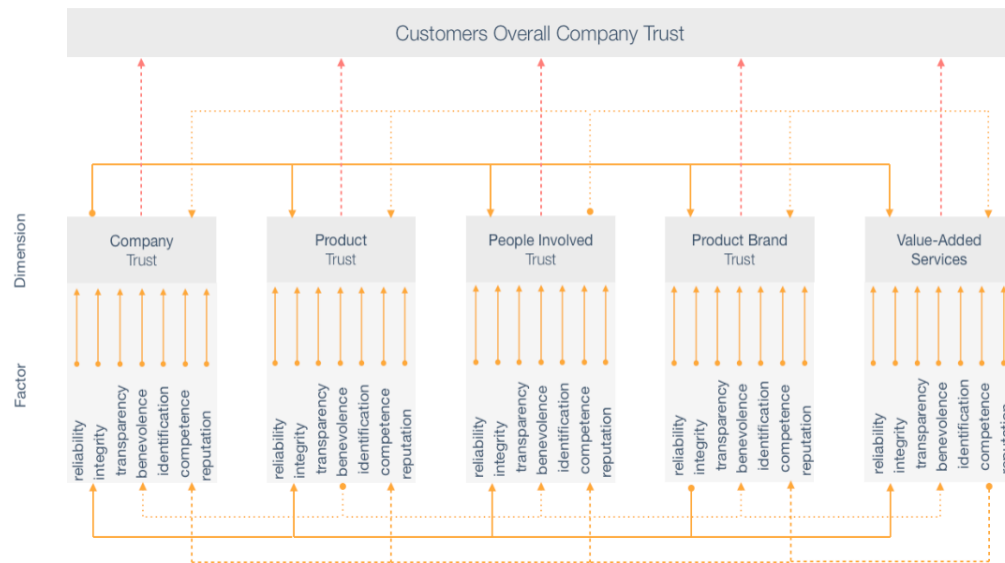 Customers Overall Company Trust
Dimension
Company
Trust
Product
Trust
People Involved
Trust
Product Brand
Trust
Value-Added
Services
Factor
reliability
integrity
transparency
benevolence
identification
competence
reputation
reliability
integrity
transparency
benevolence
identification
competence
reputation
reliability
integrity
transparency
benevolence
identification
competence
reputation
reliability
integrity
transparency
benevolence
identification
competence
reputation
reliability
integrity
transparency
benevolence
identification
competence
reputation